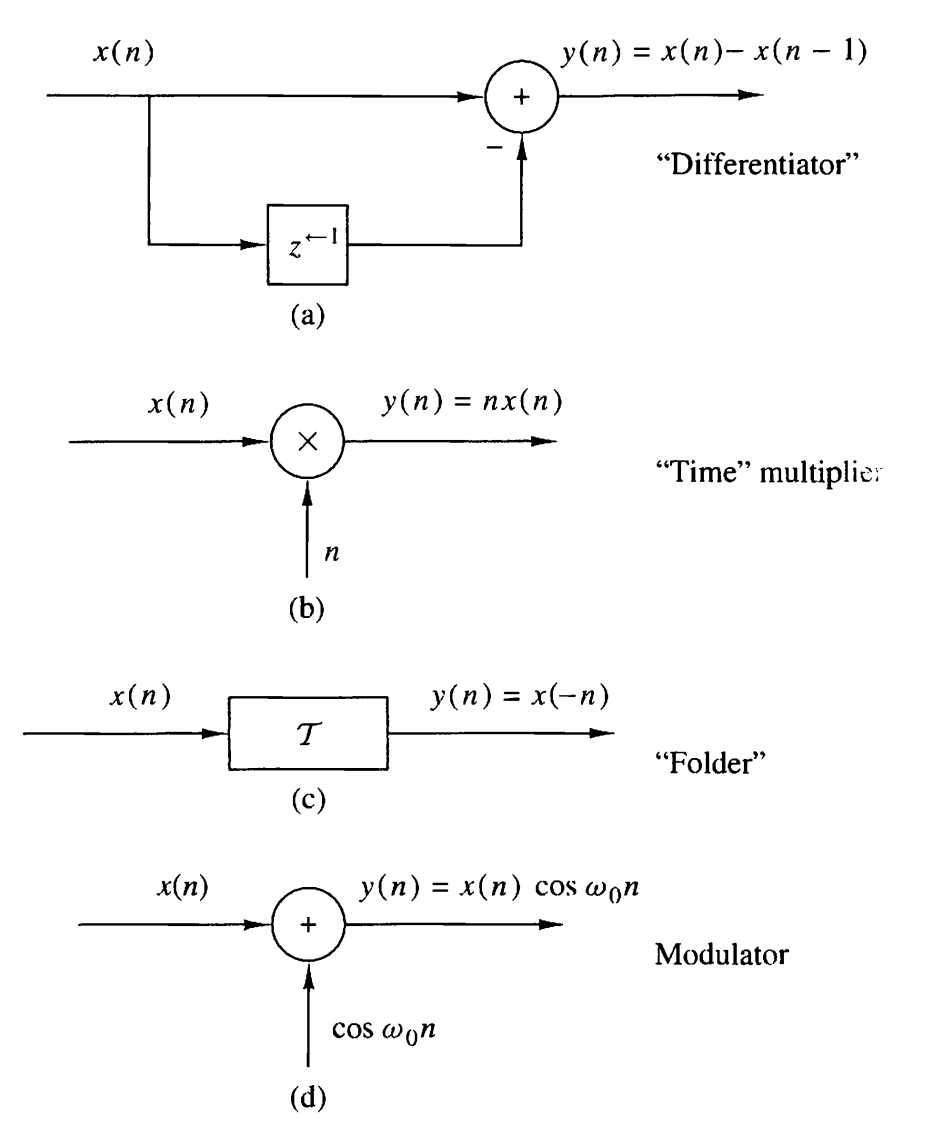 x(n)
y(n) = x(n)− x(n − 1)
+
−
“Differentiator”
z←1
(a)
x(n)
y(n) = nx(n)
×
“Time” multiplier
n
(b)
x(n)
y(n) = x(−n)
𝒯
“Folder”
(c)
x(n)
y(n) = x(n) cos ω₀n
+
Modulator
cos ω₀n
(d)